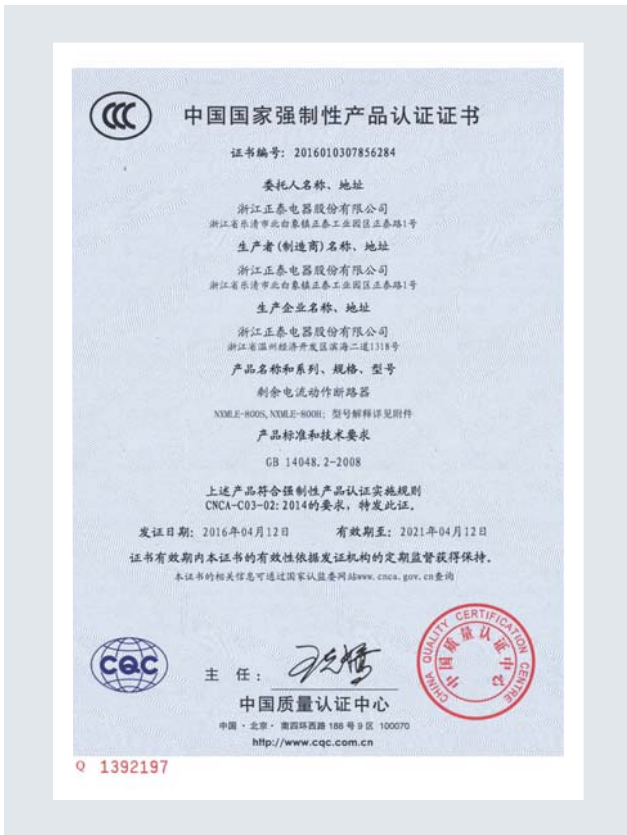 中国国家强制性产品认证证书
证书编号：2016010307856284
委托人名称、地址
浙江正泰电器股份有限公司
浙江省乐清市北白象镇正泰工业园区正泰路1号
生产者(制造商)名称、地址
浙江正泰电器股份有限公司
浙江省乐清市北白象镇正泰工业园区正泰路1号
生产企业名称、地址
浙江正泰电器股份有限公司
浙江省温州经济开发区滨海二道1318号
产品名称和系列、规格、型号
剩余电流动作断路器
NXMLE-800S, NXMLE-800H; 型号解释详见附件
产品标准和技术要求
GB 14048.2-2008
上述产品符合强制性产品认证实施规则
CNCA-C03-02:2014的要求，特发此证。
发证日期：2016年04月12日 有效期至：2021年04月12日
证书有效期内本证书的有效性依据发证机构的定期监督获得保持。
本证书的相关信息可通过国家认监委网站www.cnca.gov.cn查询
CHINA QUALITY CERTIFICATION CENTRE
中国质量认证中心
CQC
主 任：
中国质量认证中心
中国·北京·南四环西路 188 号 9 区 100070
http://www.cqc.com.cn
Q 1392197